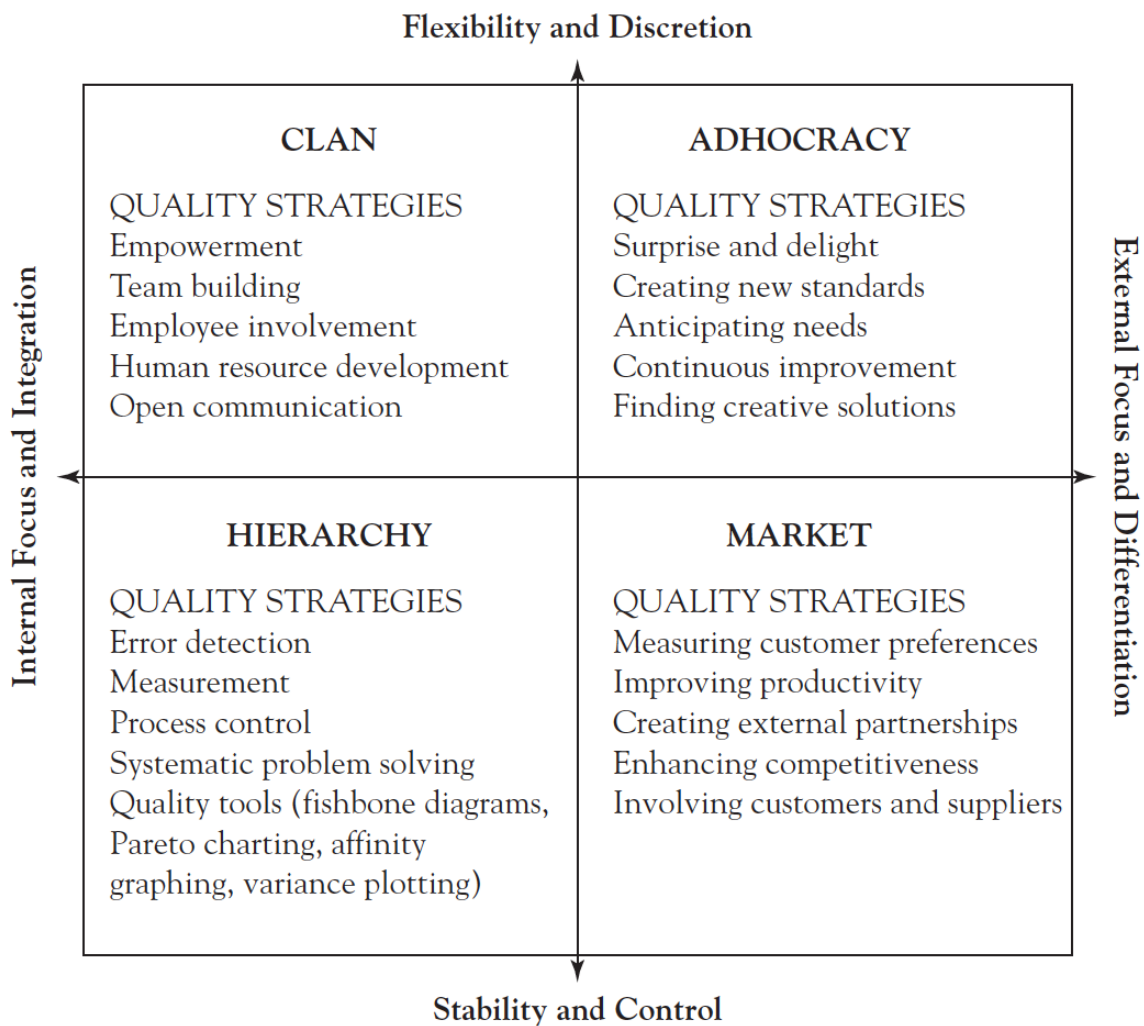 Flexibility and Discretion
CLAN
QUALITY STRATEGIES
Empowerment
Team building
Employee involvement
Human resource development
Open communication
ADHOCRACY
QUALITY STRATEGIES
Surprise and delight
Creating new standards
Anticipating needs
Continuous improvement
Finding creative solutions
Internal Focus and Integration
External Focus and Differentiation
HIERARCHY
QUALITY STRATEGIES
Error detection
Measurement
Process control
Systematic problem solving
Quality tools (fishbone diagrams,
Pareto charting, affinity
graphing, variance plotting)
MARKET
QUALITY STRATEGIES
Measuring customer preferences
Improving productivity
Creating external partnerships
Enhancing competitiveness
Involving customers and suppliers
Stability and Control